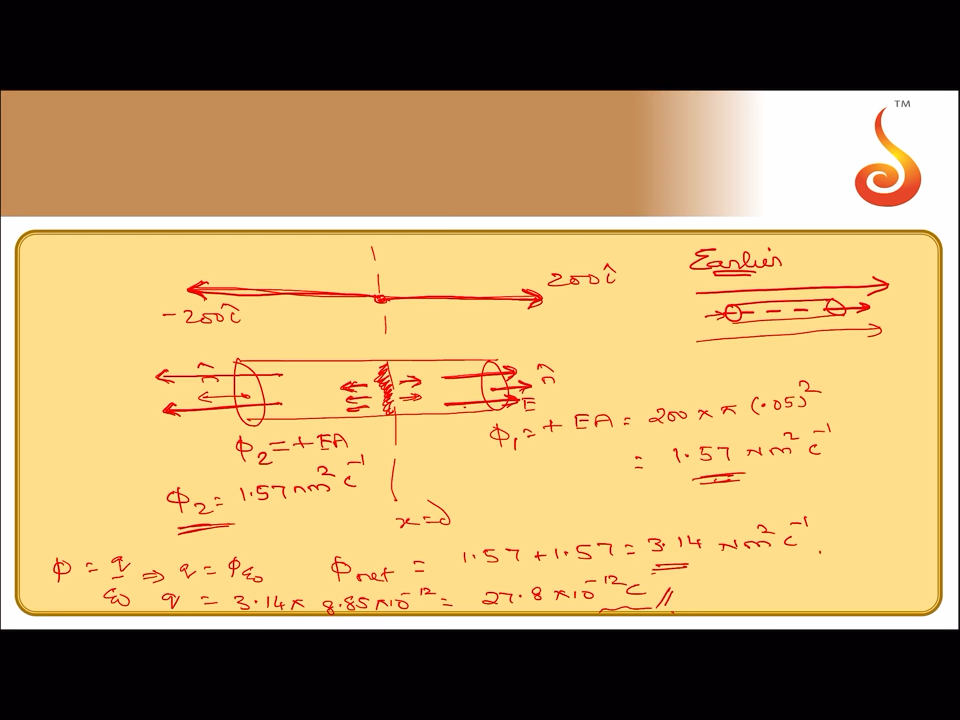 TM
200î
-200î
Earlier
n̂
n̂
E
ϕ₂ = + EA
ϕ₂ = 1.57 Nm² C⁻¹
ϕ₁ = + EA = 200 × π (.05)²
= 1.57 Nm² C⁻¹
x=0
ϕ = q/ε₀ ⇒ q = ϕε₀
ϕnet = 1.57 + 1.57 = 3.14 Nm² C⁻¹.
q = 3.14 × 8.85×10⁻¹² = 27.8 ×10⁻¹² C //